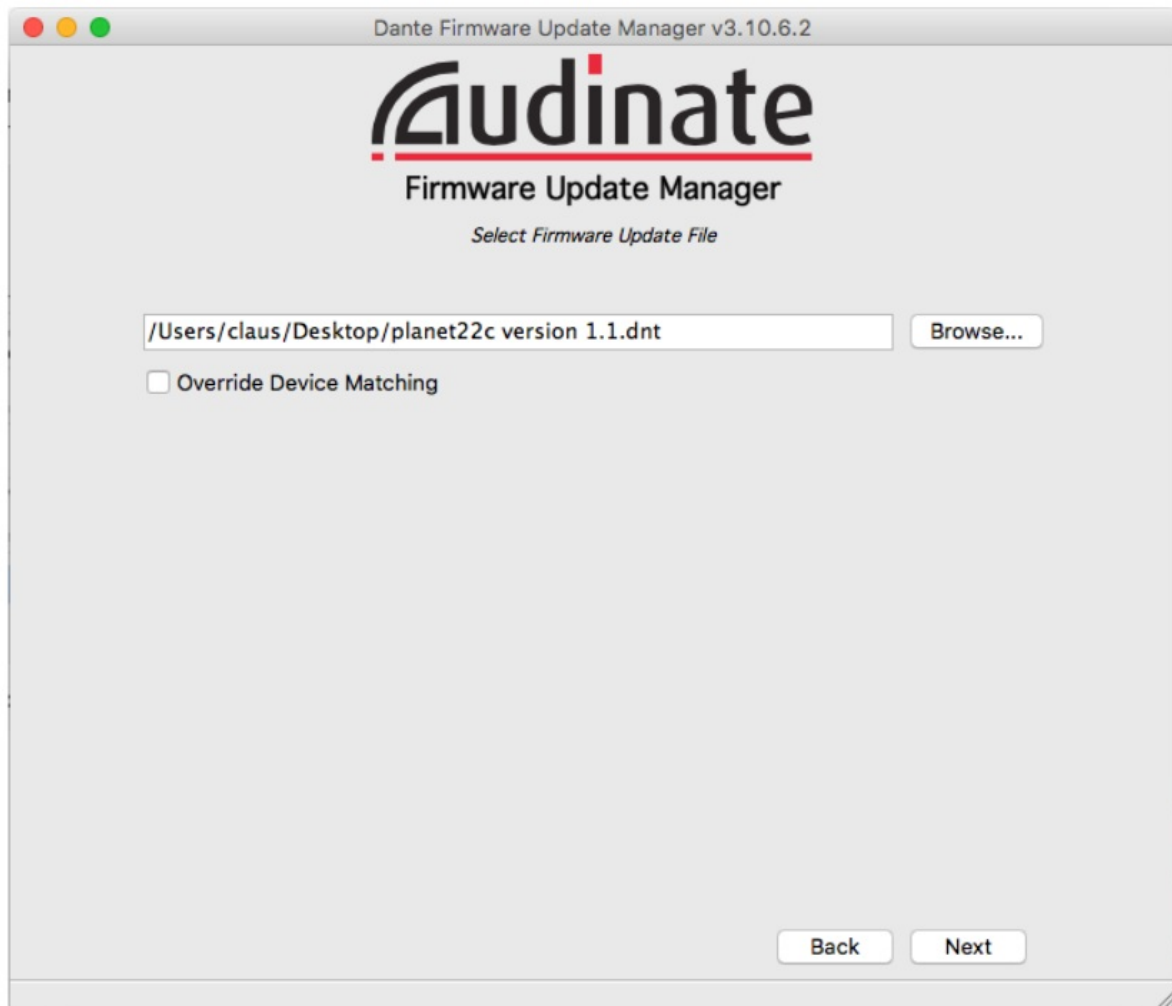 Dante Firmware Update Manager v3.10.6.2
Audinate
Firmware Update Manager
Select Firmware Update File
/Users/claus/Desktop/planet22c version 1.1.dnt
Browse...
Override Device Matching
Back
Next